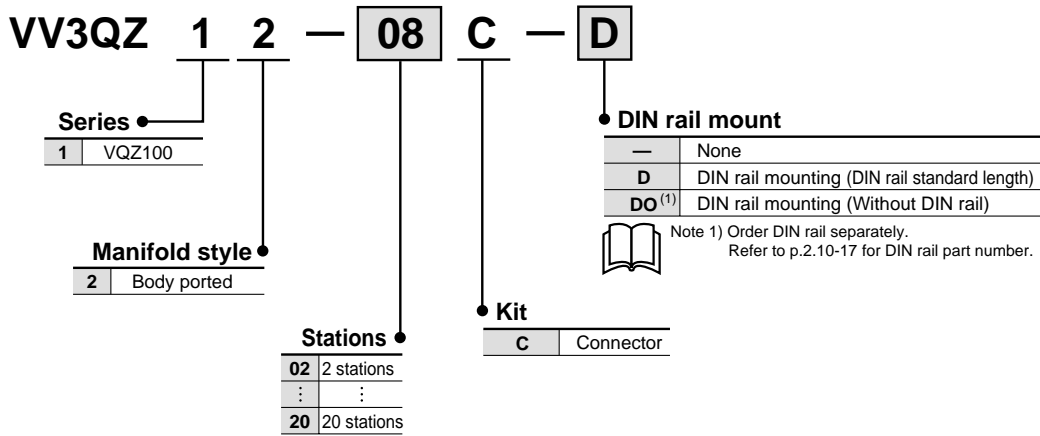 VV3QZ 1 2 — 08 C — D
Series
1 VQZ100
Manifold style
2 Body ported
Stations
02 2 stations
⋮ ⋮
20 20 stations
Kit
C Connector
DIN rail mount
— None
D DIN rail mounting (DIN rail standard length)
DO (1) DIN rail mounting (Without DIN rail)
Note 1) Order DIN rail separately.
Refer to p.2.10-17 for DIN rail part number.